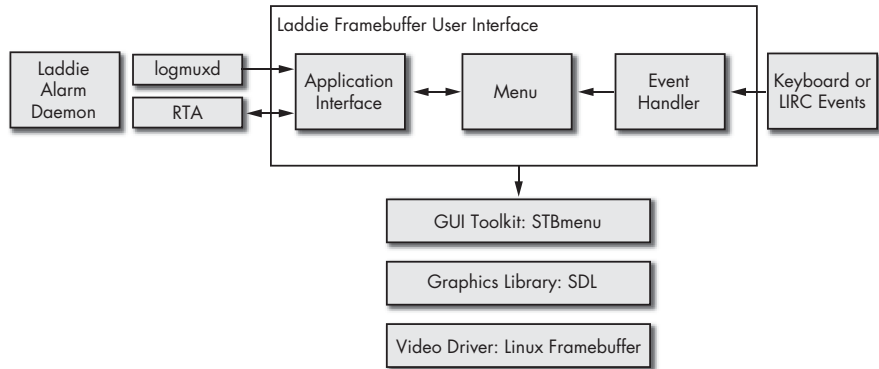 Laddie Framebuffer User Interface
Laddie
Alarm
Daemon
logmuxd
RTA
Application
Interface
Menu
Event
Handler
Keyboard or
LIRC Events
GUI Toolkit: STBmenu
Graphics Library: SDL
Video Driver: Linux Framebuffer